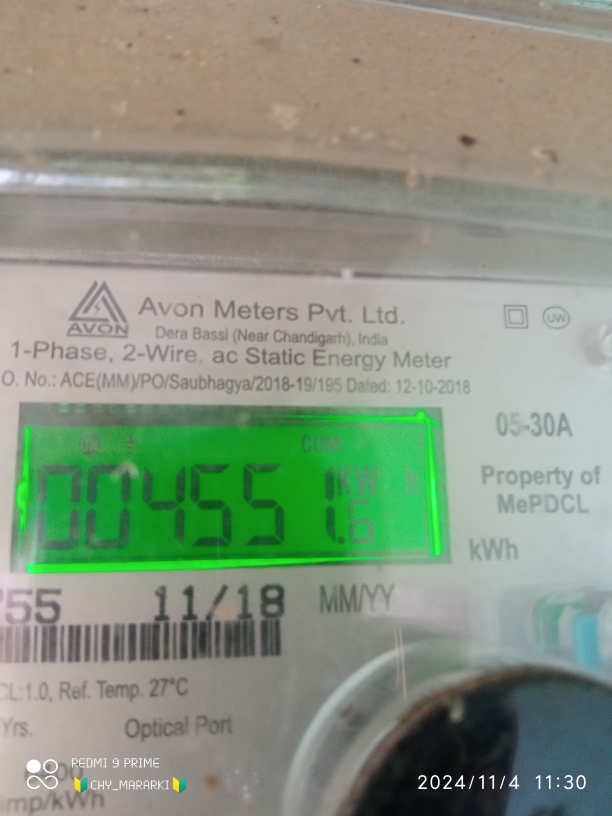 AVON
Avon Meters Pvt. Ltd.
Dera Bassi (Near Chandigarh), India
1-Phase, 2-Wire, ac Static Energy Meter
O. No.: ACE(MM)/PO/Saubhagya/2018-19/195 Dated: 12-10-2018
UW
05-30A
CUM
004551.6
KW h
Property of
MePDCL
kWh
755 11/18 MM/YY
CL:1.0, Ref. Temp. 27°C
Yrs. Optical Port
imp/kWh
REDMI 9 PRIME
CHY_MARARKI
2024/11/4 11:30